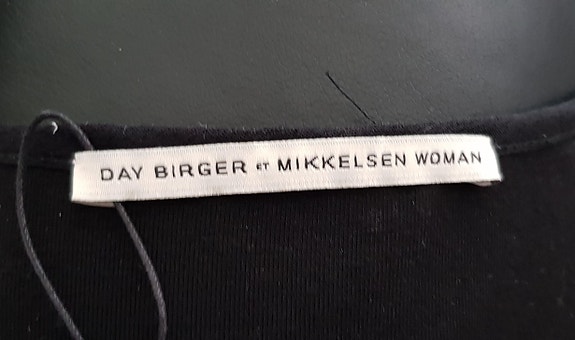 DAY BIRGER ET MIKKELSEN WOMAN